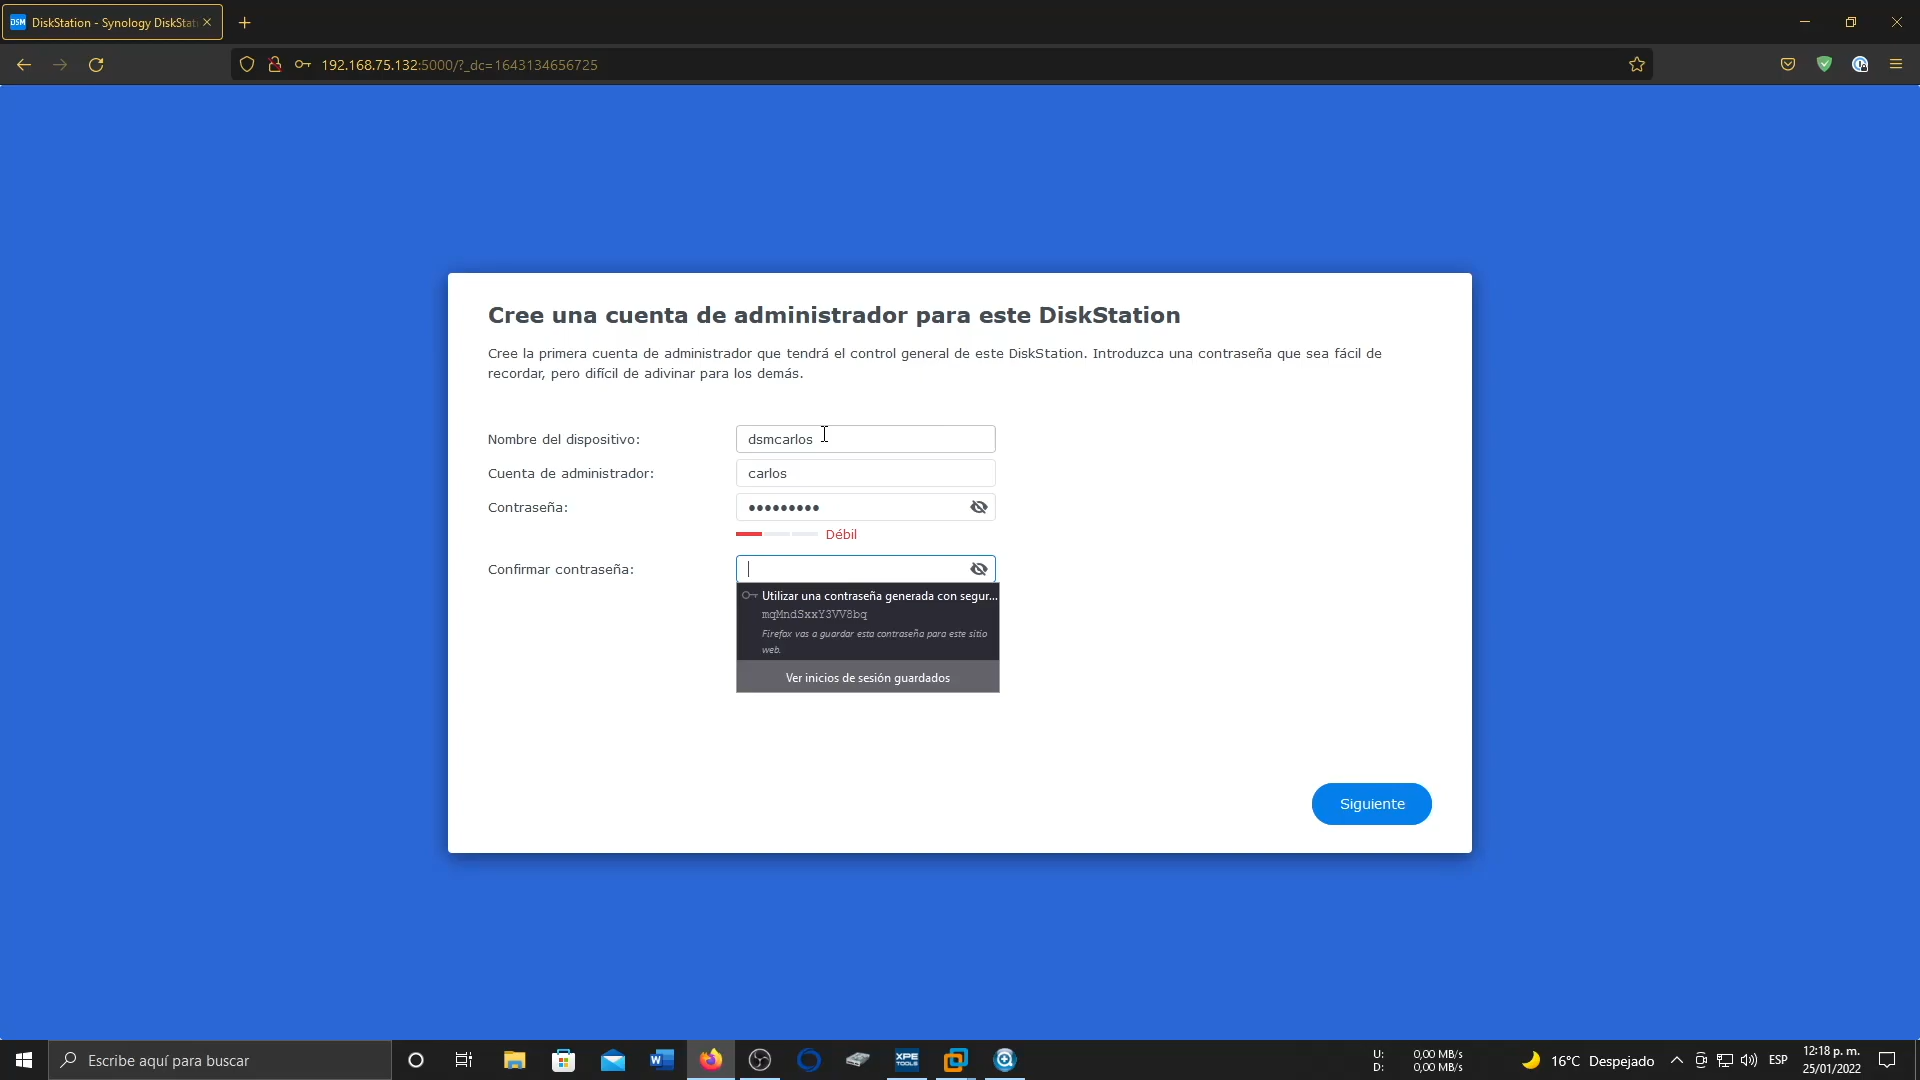 DSM DiskStation - Synology DiskStati
192.168.75.132:5000/?_dc=1643134656725
Cree una cuenta de administrador para este DiskStation
Cree la primera cuenta de administrador que tendrá el control general de este DiskStation. Introduzca una contraseña que sea fácil de
recordar, pero difícil de adivinar para los demás.
Nombre del dispositivo: dsmcarlos
Cuenta de administrador: carlos
Contraseña: •••••••••
Débil
Confirmar contraseña:
Utilizar una contraseña generada con segur...
mqMndSxxY3VV8bq
Firefox vas a guardar esta contraseña para este sitio
web.
Ver inicios de sesión guardados
Siguiente
Escribe aquí para buscar
W
XPE
TOOLS
U: 0,00 MB/s
D: 0,00 MB/s
16°C Despejado
ESP
12:18 p. m.
25/01/2022